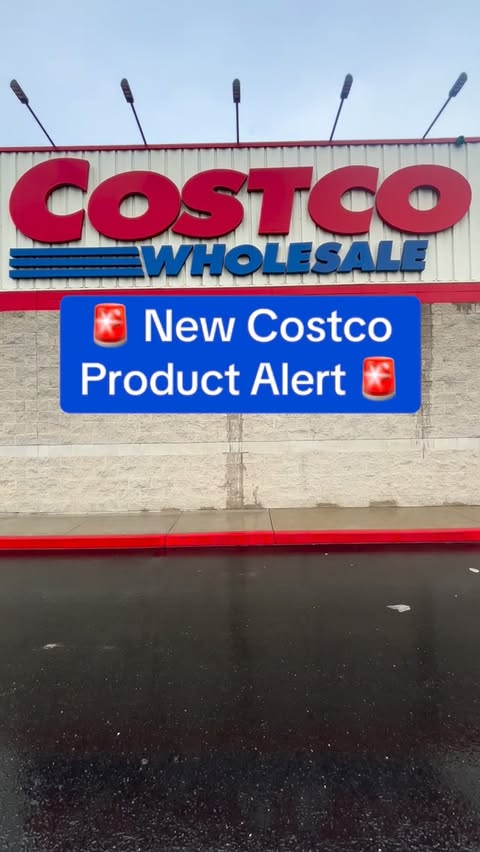 COSTCO
WHOLESALE
🚨 New Costco
Product Alert 🚨